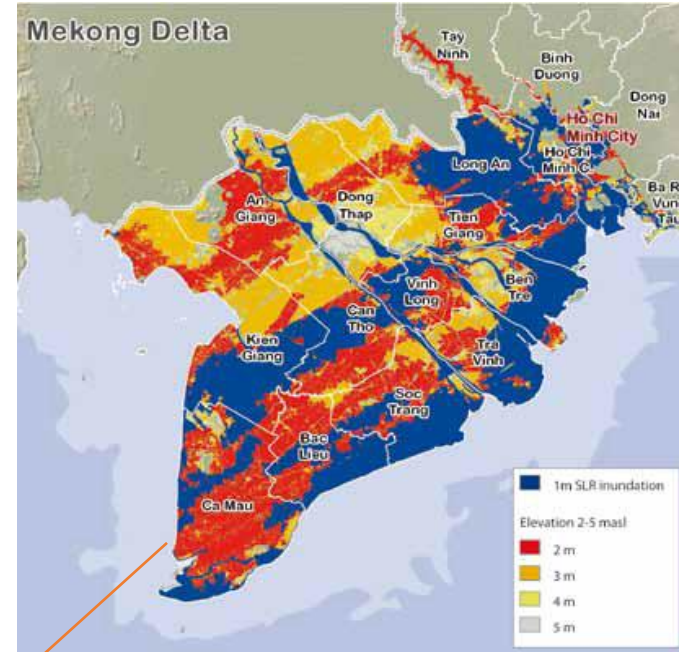 Mekong Delta
Tay
Ninh
Binh
Duong
Dong
Nai
Ho Chi
Minh City
Ho Chi
Minh C.
Long An
Ba R
Vun
Tau
An
Giang
Dong
Thap
Tien
Giang
Ben
Tre
Vinh
Long
Can
Tho
Kien
Giang
Tra
Vinh
Soc
Trang
Bac
Lieu
Ca Mau
1m SLR inundation
Elevation 2-5 masl
2 m
3 m
4 m
5 m